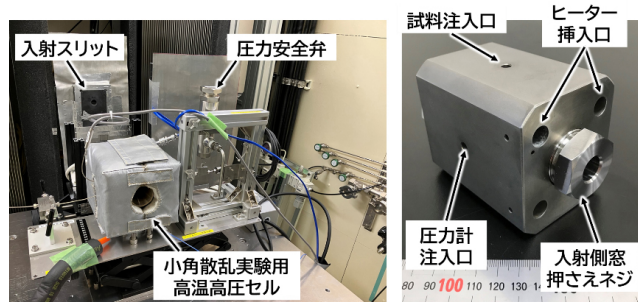 入射スリット
圧力安全弁
小角散乱実験用
高温高圧セル
試料注入口
ヒーター
挿入口
圧力計
注入口
入射側窓
押さえネジ
80 90 100 110 120 130 140 150